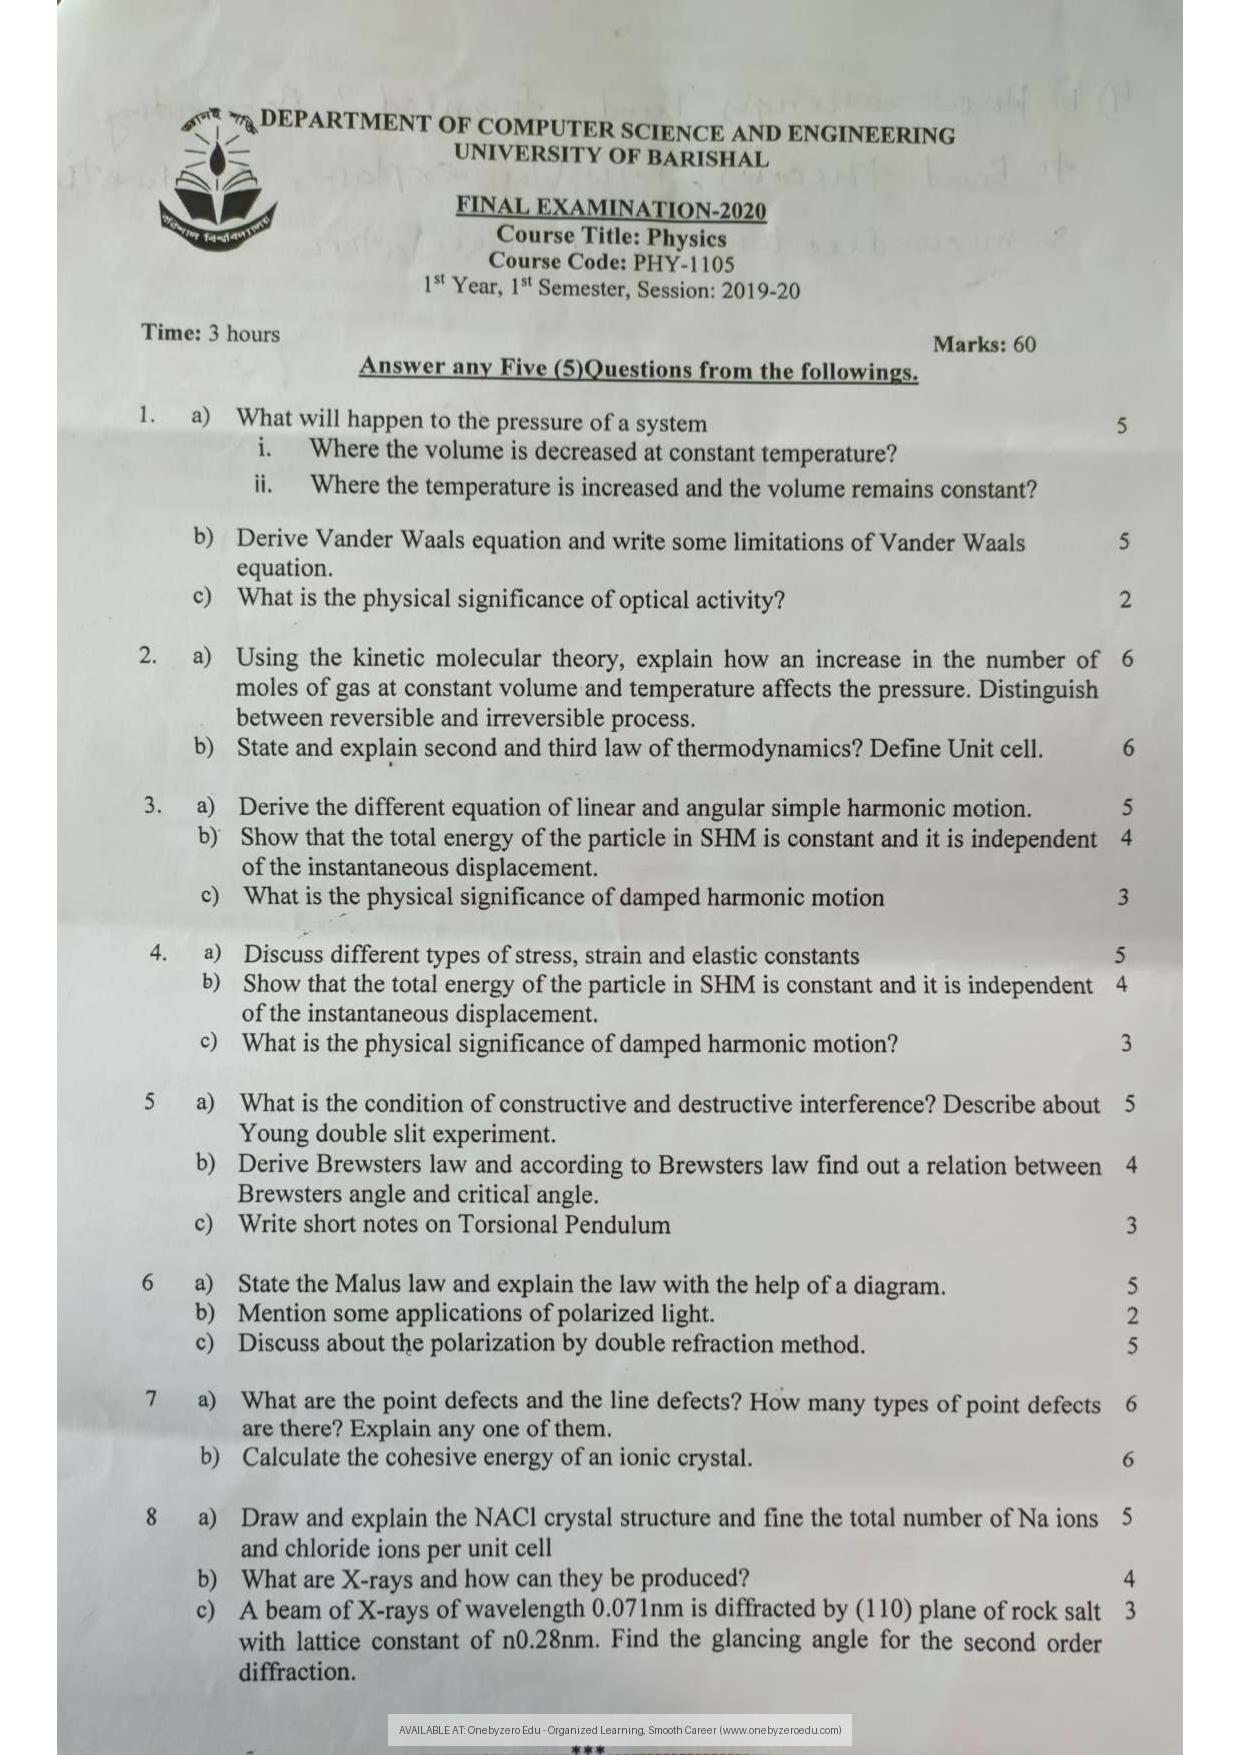 DEPARTMENT OF COMPUTER SCIENCE AND ENGINEERING
UNIVERSITY OF BARISHAL
বরিশাল বিশ্ববিদ্যালয়
FINAL EXAMINATION-2020
Course Title: Physics
Course Code: PHY-1105
1st Year, 1st Semester, Session: 2019-20
Time: 3 hours Marks: 60
Answer any Five (5)Questions from the followings.
1. a) What will happen to the pressure of a system 5
i. Where the volume is decreased at constant temperature?
ii. Where the temperature is increased and the volume remains constant?
b) Derive Vander Waals equation and write some limitations of Vander Waals 5
equation.
c) What is the physical significance of optical activity? 2
2. a) Using the kinetic molecular theory, explain how an increase in the number of 6
moles of gas at constant volume and temperature affects the pressure. Distinguish
between reversible and irreversible process.
b) State and explain second and third law of thermodynamics? Define Unit cell. 6
3. a) Derive the different equation of linear and angular simple harmonic motion. 5
b) Show that the total energy of the particle in SHM is constant and it is independent 4
of the instantaneous displacement.
c) What is the physical significance of damped harmonic motion 3
4. a) Discuss different types of stress, strain and elastic constants 5
b) Show that the total energy of the particle in SHM is constant and it is independent 4
of the instantaneous displacement.
c) What is the physical significance of damped harmonic motion? 3
5 a) What is the condition of constructive and destructive interference? Describe about 5
Young double slit experiment.
b) Derive Brewsters law and according to Brewsters law find out a relation between 4
Brewsters angle and critical angle.
c) Write short notes on Torsional Pendulum 3
6 a) State the Malus law and explain the law with the help of a diagram. 5
b) Mention some applications of polarized light. 2
c) Discuss about the polarization by double refraction method. 5
7 a) What are the point defects and the line defects? How many types of point defects 6
are there? Explain any one of them.
b) Calculate the cohesive energy of an ionic crystal. 6
8 a) Draw and explain the NACl crystal structure and fine the total number of Na ions 5
and chloride ions per unit cell
b) What are X-rays and how can they be produced? 4
c) A beam of X-rays of wavelength 0.071nm is diffracted by (110) plane of rock salt 3
with lattice constant of n0.28nm. Find the glancing angle for the second order
diffraction.
AVAILABLE AT: Onebyzero Edu - Organized Learning, Smooth Career (www.onebyzeroedu.com)
***